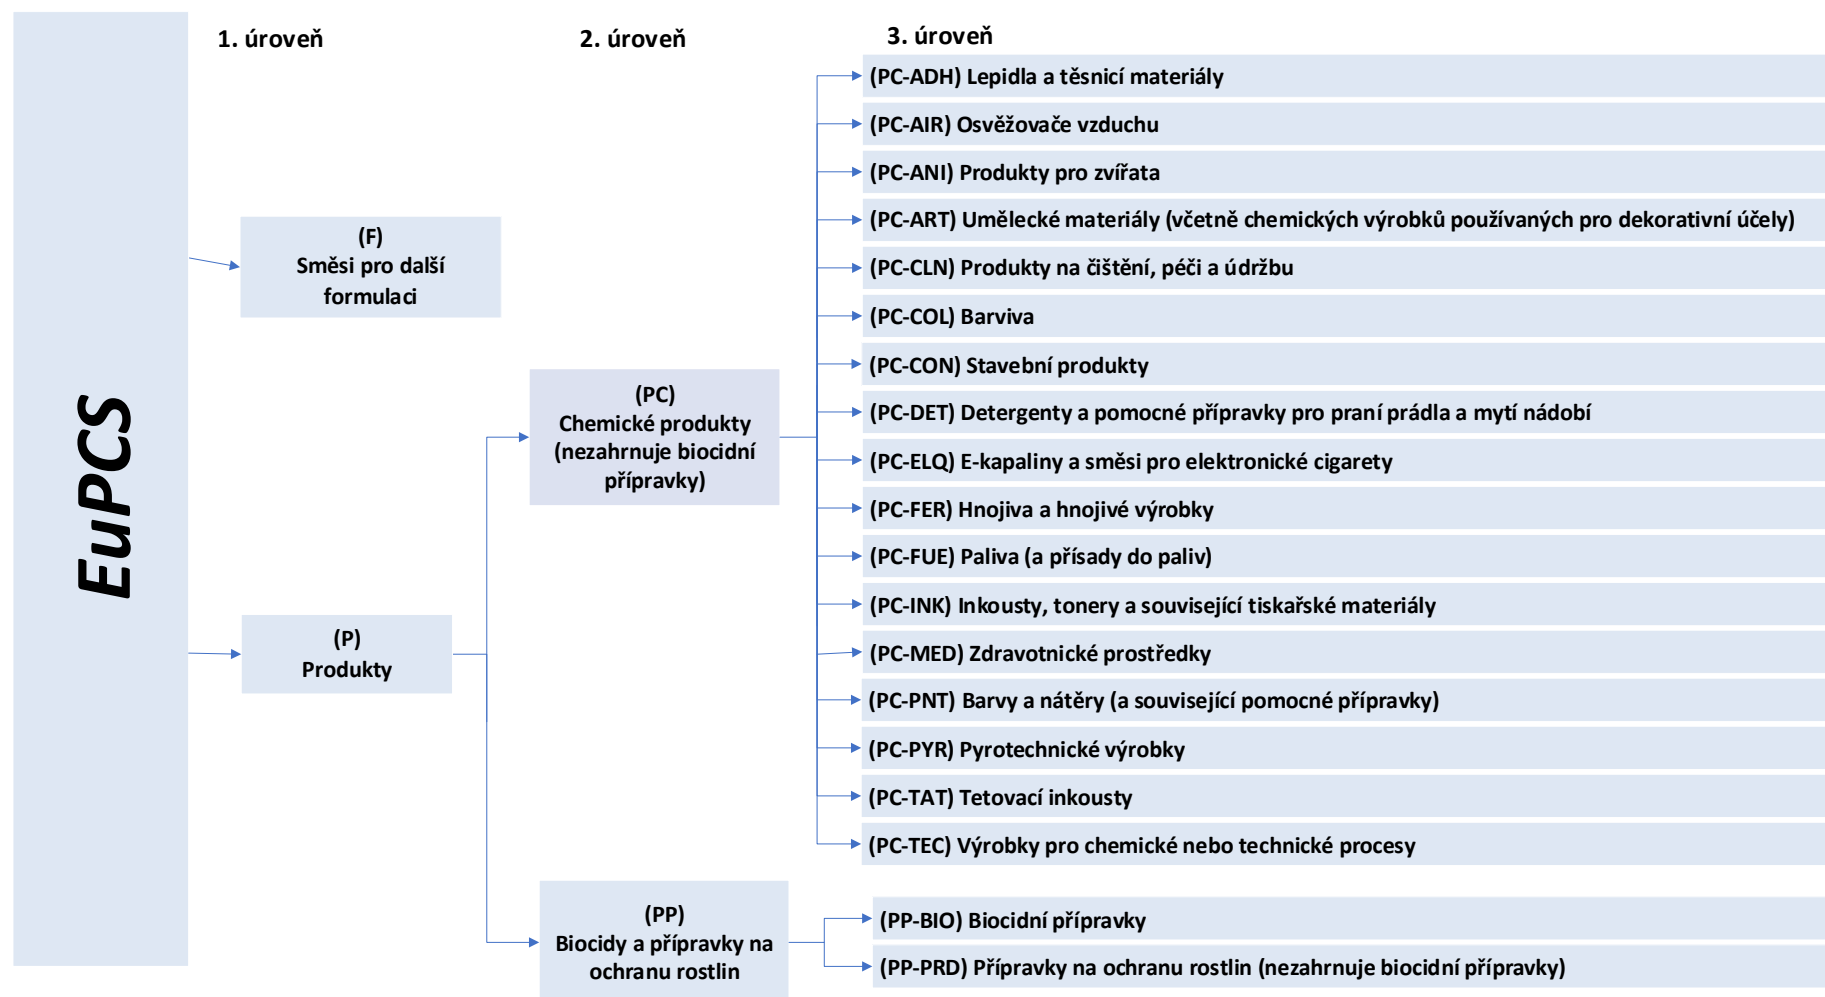 EuPCS
1. úroveň
2. úroveň
3. úroveň
(F)
Směsi pro další
formulaci
(P)
Produkty
(PC)
Chemické produkty
(nezahrnuje biocidní
přípravky)
(PP)
Biocidy a přípravky na
ochranu rostlin
(PC-ADH) Lepidla a těsnicí materiály
(PC-AIR) Osvěžovače vzduchu
(PC-ANI) Produkty pro zvířata
(PC-ART) Umělecké materiály (včetně chemických výrobků používaných pro dekorativní účely)
(PC-CLN) Produkty na čištění, péči a údržbu
(PC-COL) Barviva
(PC-CON) Stavební produkty
(PC-DET) Detergenty a pomocné přípravky pro praní prádla a mytí nádobí
(PC-ELQ) E-kapaliny a směsi pro elektronické cigarety
(PC-FER) Hnojiva a hnojivé výrobky
(PC-FUE) Paliva (a přísady do paliv)
(PC-INK) Inkousty, tonery a související tiskařské materiály
(PC-MED) Zdravotnické prostředky
(PC-PNT) Barvy a nátěry (a související pomocné přípravky)
(PC-PYR) Pyrotechnické výrobky
(PC-TAT) Tetovací inkousty
(PC-TEC) Výrobky pro chemické nebo technické procesy
(PP-BIO) Biocidní přípravky
(PP-PRD) Přípravky na ochranu rostlin (nezahrnuje biocidní přípravky)